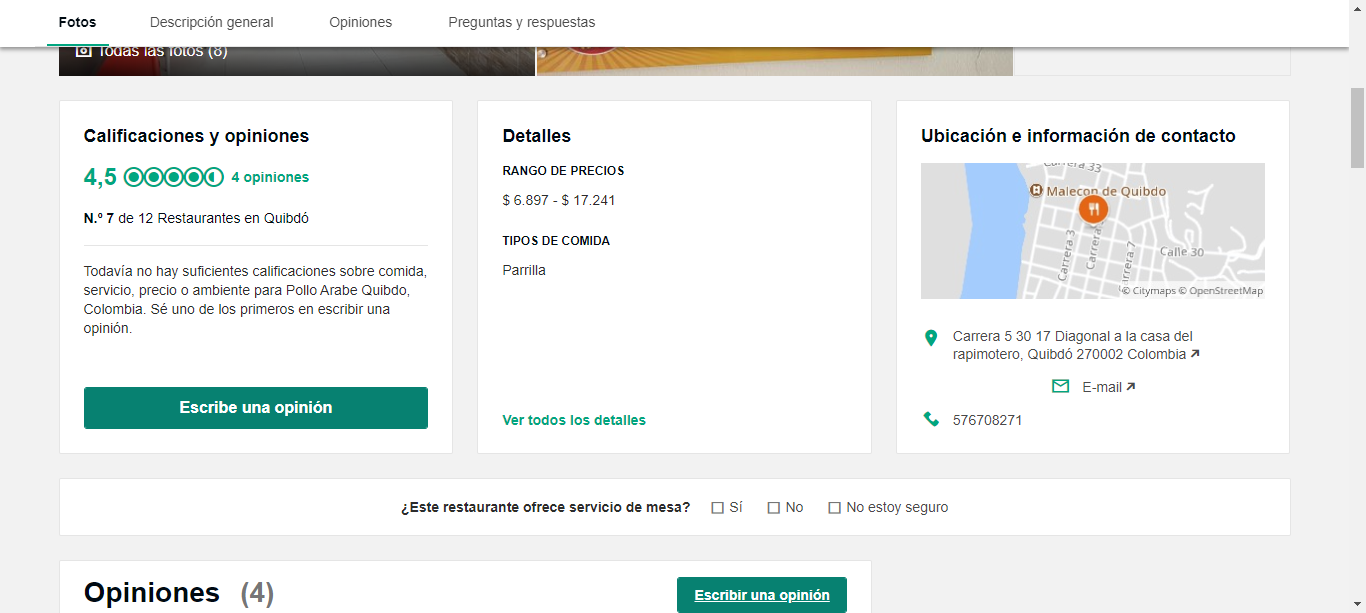 Fotos
Descripción general
Opiniones
Preguntas y respuestas
Todas las fotos (8)
Calificaciones y opiniones
4,5
4 opiniones
N.º 7 de 12 Restaurantes en Quibdó
Todavía no hay suficientes calificaciones sobre comida,
servicio, precio o ambiente para Pollo Arabe Quibdo,
Colombia. Sé uno de los primeros en escribir una
opinión.
Escribe una opinión
Detalles
RANGO DE PRECIOS
$ 6.897 - $ 17.241
TIPOS DE COMIDA
Parrilla
Ver todos los detalles
Ubicación e información de contacto
Carrera 33
Malecon de Quibdo
Carrera 3
Carrera
Carrera 7
Calle 30
© Citymaps © OpenStreetMap
Carrera 5 30 17 Diagonal a la casa del
rapimotero, Quibdó 270002 Colombia
E-mail
576708271
¿Este restaurante ofrece servicio de mesa?
Sí
No
No estoy seguro
Opiniones (4)
Escribir una opinión